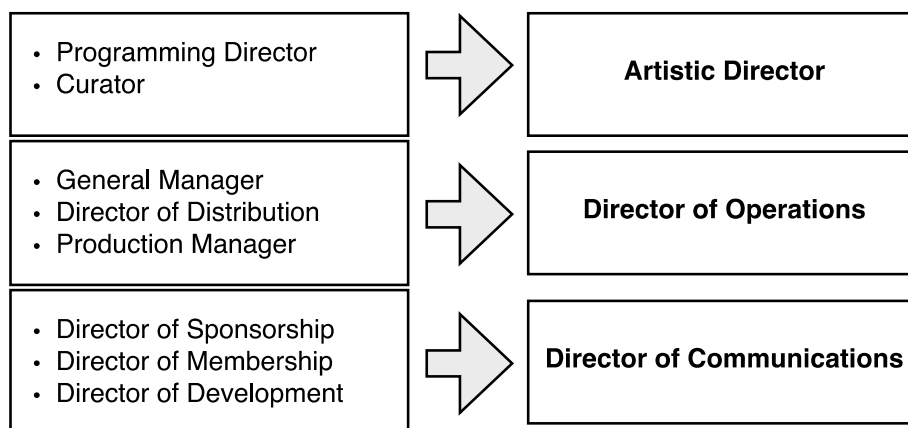 • Programming Director
• Curator
Artistic Director
• General Manager
• Director of Distribution
• Production Manager
Director of Operations
• Director of Sponsorship
• Director of Membership
• Director of Development
Director of Communications